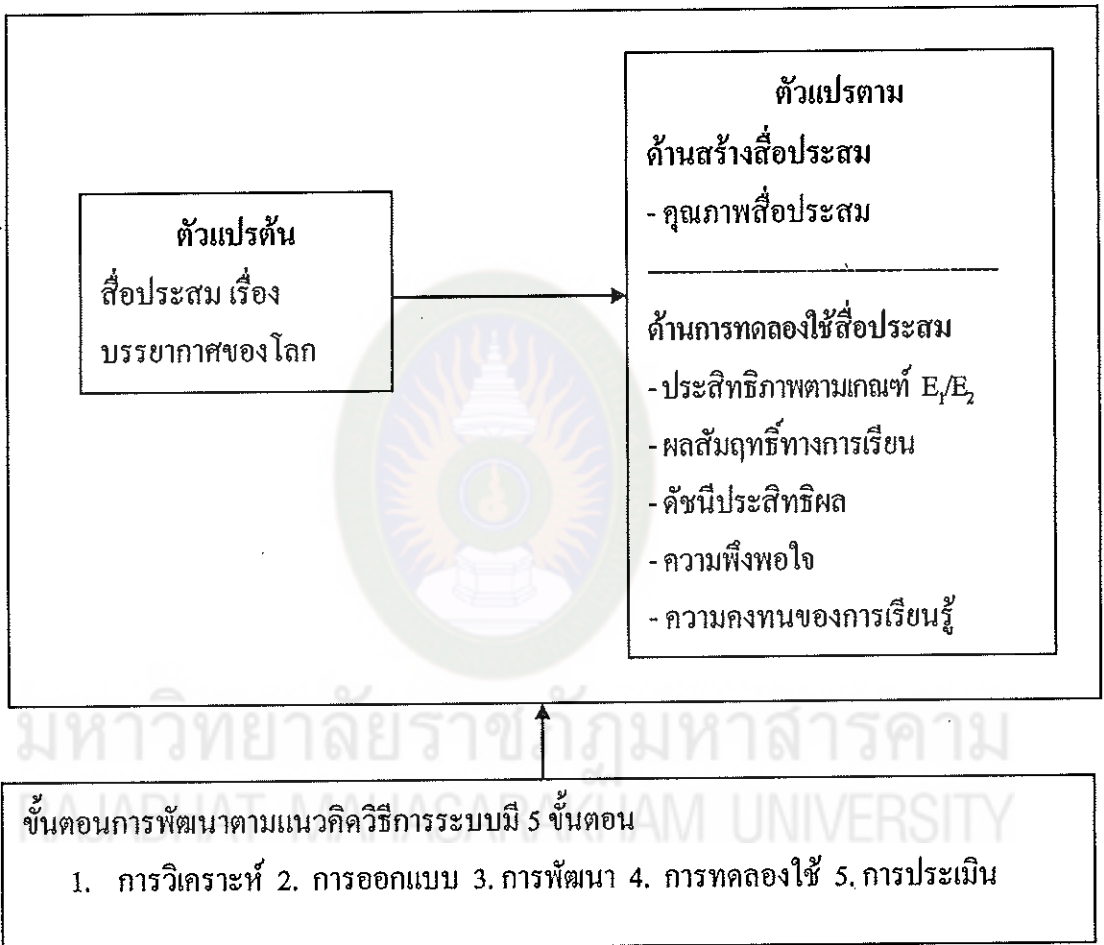 ตัวแปรต้น
สื่อประสม เรื่อง
บรรยากาศของโลก
ตัวแปรตาม
ด้านสร้างสื่อประสม
- คุณภาพสื่อประสม
ด้านการทดลองใช้สื่อประสม
- ประสิทธิภาพตามเกณฑ์ E₁/E₂
- ผลสัมฤทธิ์ทางการเรียน
- ดัชนีประสิทธิผล
- ความพึงพอใจ
- ความคงทนของการเรียนรู้
มหาวิทยาลัยราชภัฏมหาสารคาม
RAJABHAT MAHASARAKHAM UNIVERSITY
ขั้นตอนการพัฒนาตามแนวคิดวิธีการระบบมี 5 ขั้นตอน
1. การวิเคราะห์ 2. การออกแบบ 3. การพัฒนา 4. การทดลองใช้ 5. การประเมิน